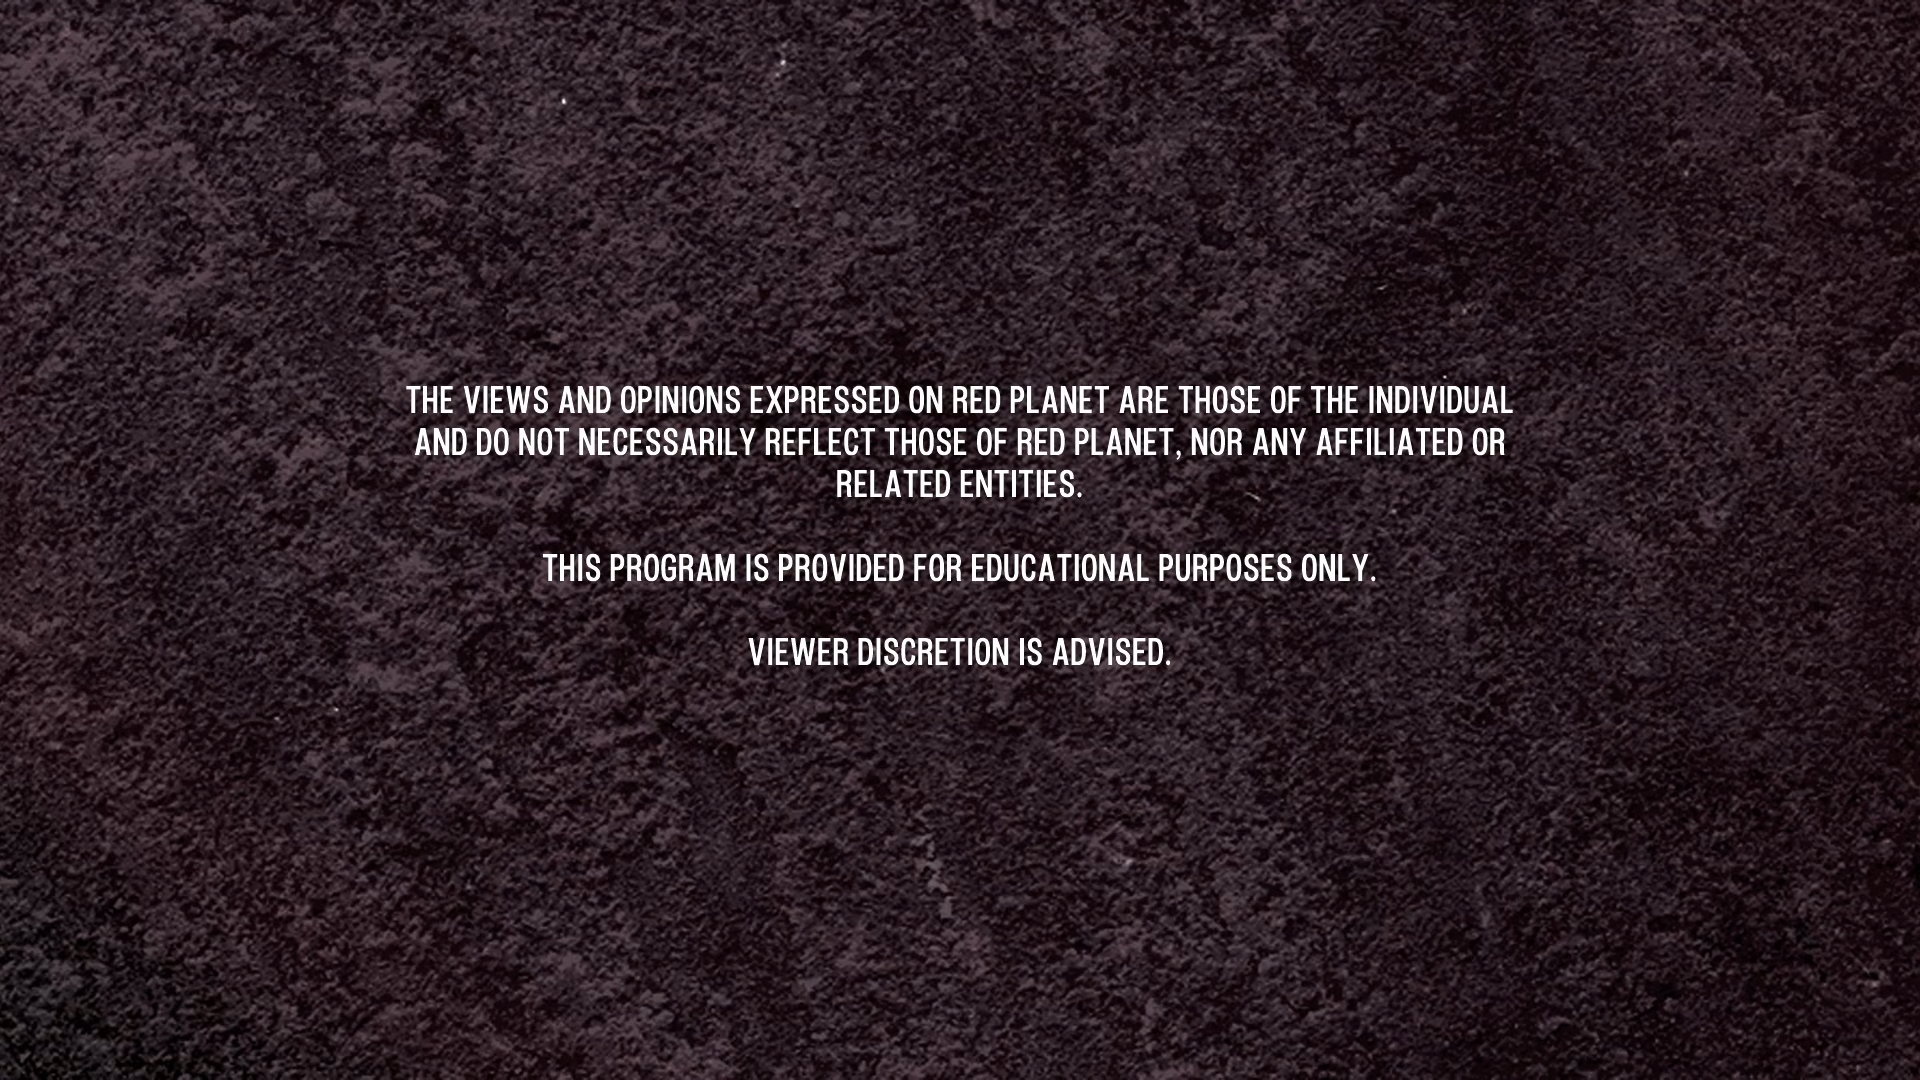 THE VIEWS AND OPINIONS EXPRESSED ON RED PLANET ARE THOSE OF THE INDIVIDUAL
AND DO NOT NECESSARILY REFLECT THOSE OF RED PLANET, NOR ANY AFFILIATED OR
RELATED ENTITIES.
THIS PROGRAM IS PROVIDED FOR EDUCATIONAL PURPOSES ONLY.
VIEWER DISCRETION IS ADVISED.